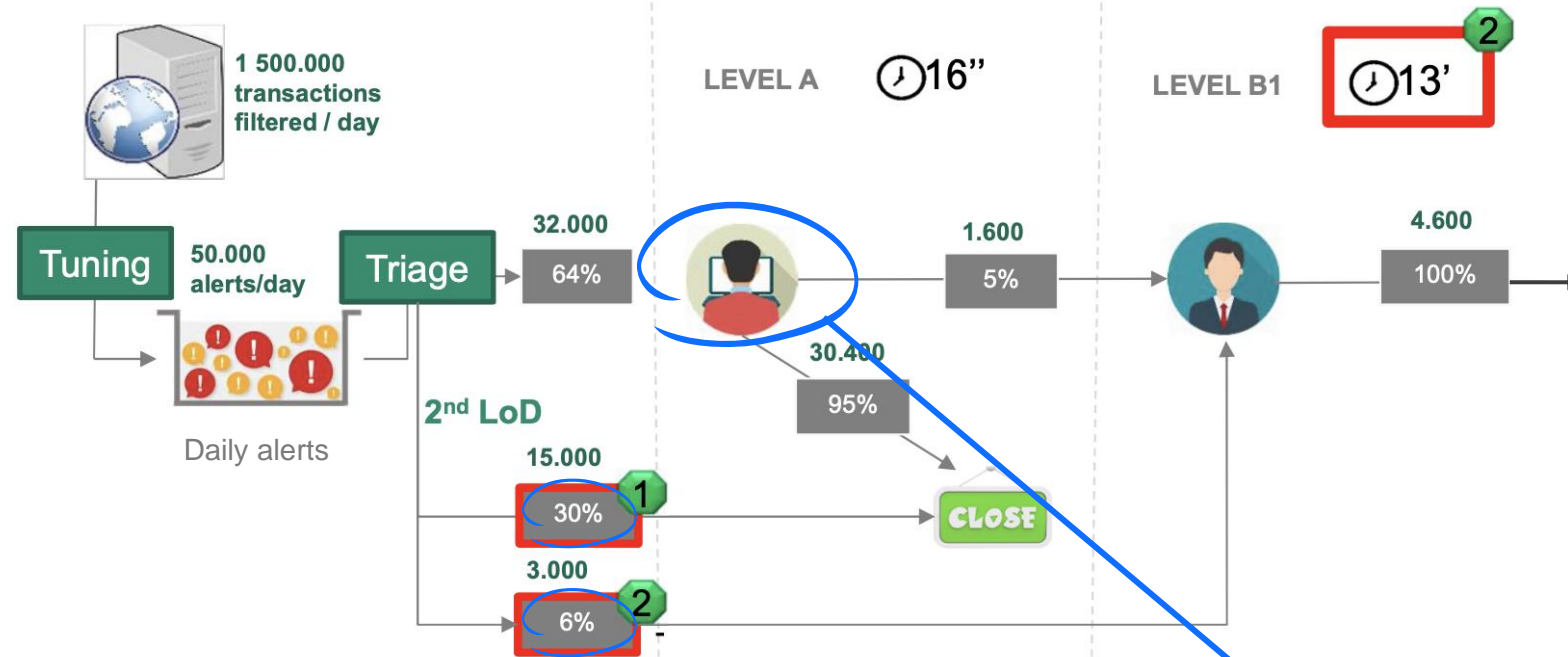 1 500.000
transactions
filtered / day
LEVEL A
16’’
LEVEL B1
13’
2
Tuning
50.000
alerts/day
Triage
32.000
64%
1.600
5%
4.600
100%
30.400
95%
2nd LoD
Daily alerts
15.000
30%
1
CLOSE
3.000
6%
2
-